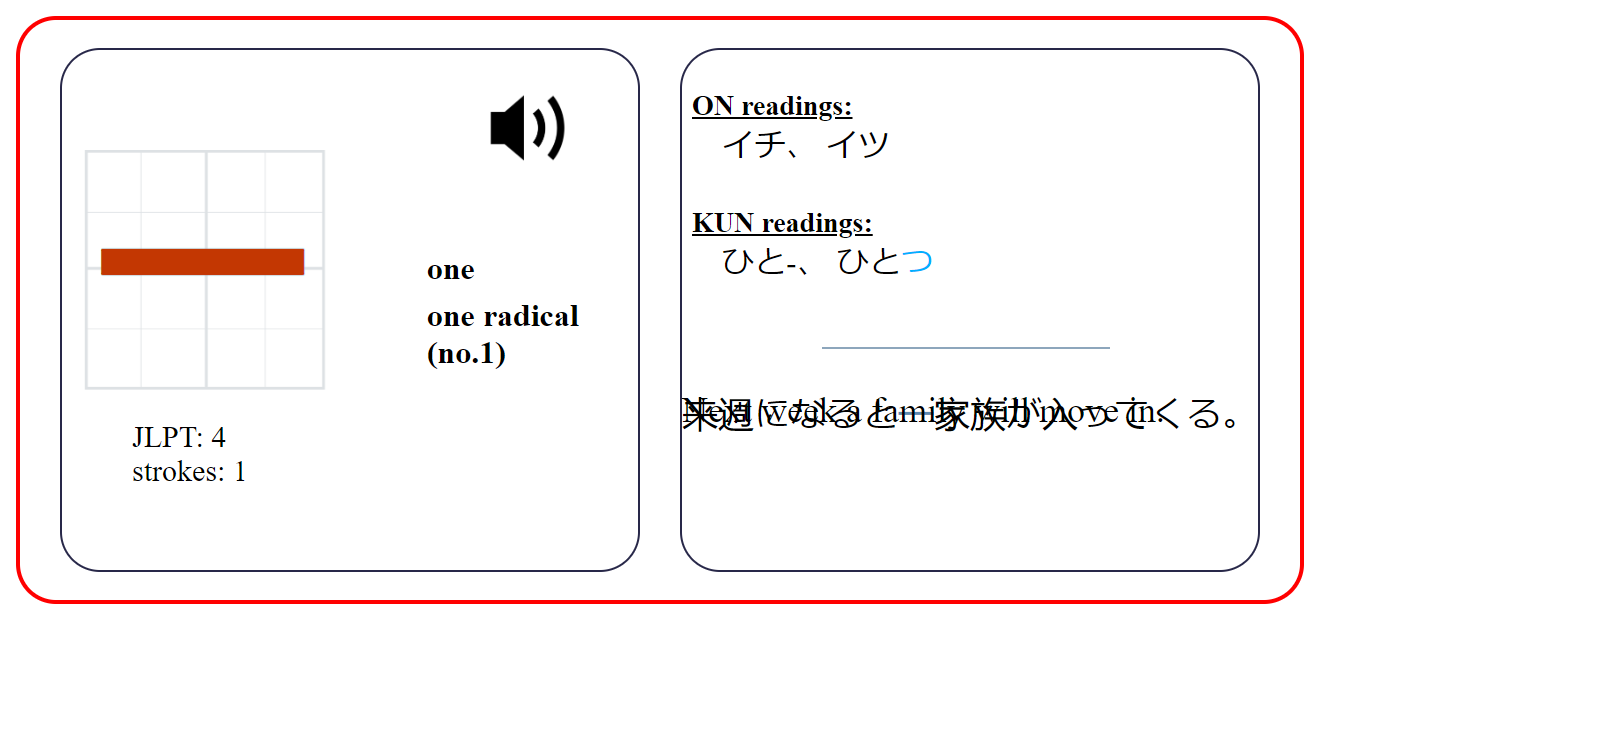 one
one radical
(no.1)
JLPT: 4
strokes: 1
ON readings:
イチ、 イツ
KUN readings:
ひと-、 ひとつ
来週になると一家族が入ってくる。
Next week a family will move in.